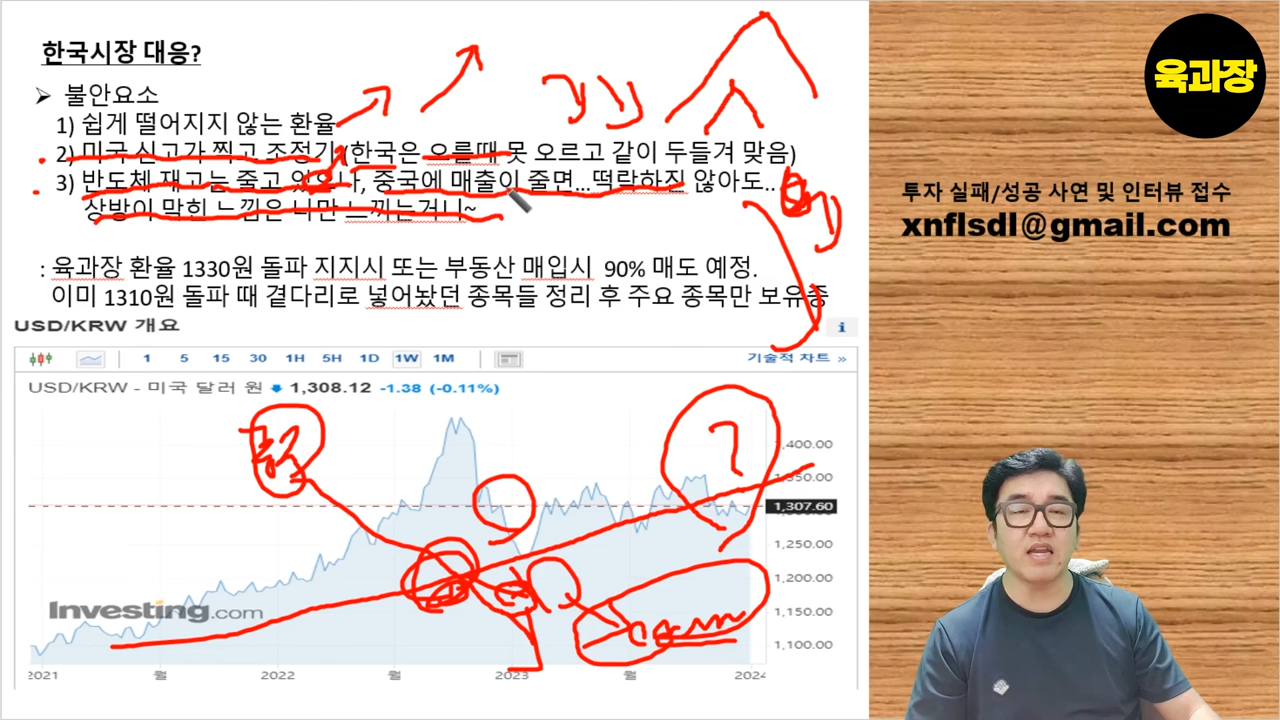 한국시장 대응?
➤ 불안요소
1) 쉽게 떨어지지 않는 환율
2) 미국 신고가 찍고 조정기 (한국은 오를때 못 오르고 같이 두들겨 맞음)
3) 반도체 재고는 줄고 있으나, 중국에 매출이 줄면...떡락하진 않아도..
상방이 막힌 느낌은 나만 느끼는거니~
: 육과장 환율 1330원 돌파 지지시 또는 부동산 매입시 90% 매도 예정.
이미 1310원 돌파 때 곁다리로 넣어놨던 종목들 정리 후 주요 종목만 보유중
USD/KRW 개요
1 5 15 30 1H 5H 1D 1W 1M
기술적 차트 »
USD/KRW - 미국 달러 원 1,308.12 -1.38 (-0.11%)
1,400.00
1,350.00
1,307.60
1,250.00
1,200.00
1,150.00
1,100.00
Investing.com
2021 월 2022 월 2023 월 2024
육과장
투자 실패/성공 사연 및 인터뷰 접수
xnflsdl@gmail.com